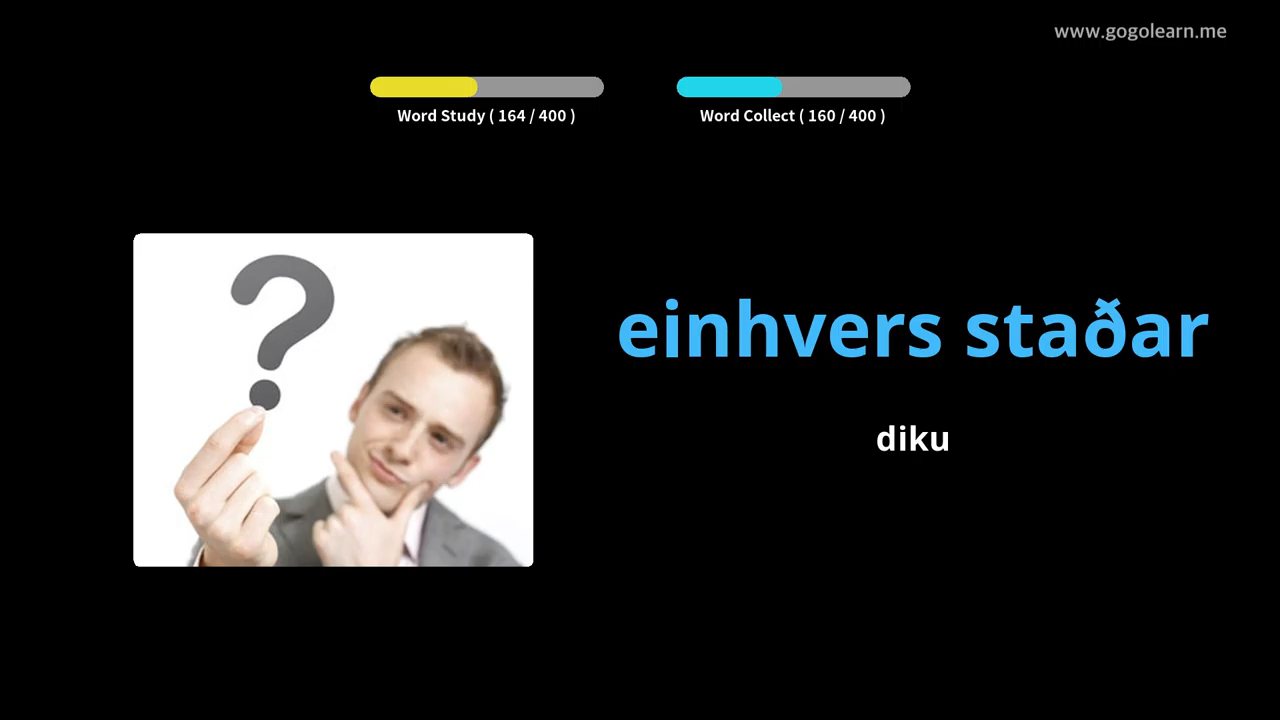 www.gogolearn.me
Word Study ( 164 / 400 )
Word Collect ( 160 / 400 )
einhvers staðar
diku